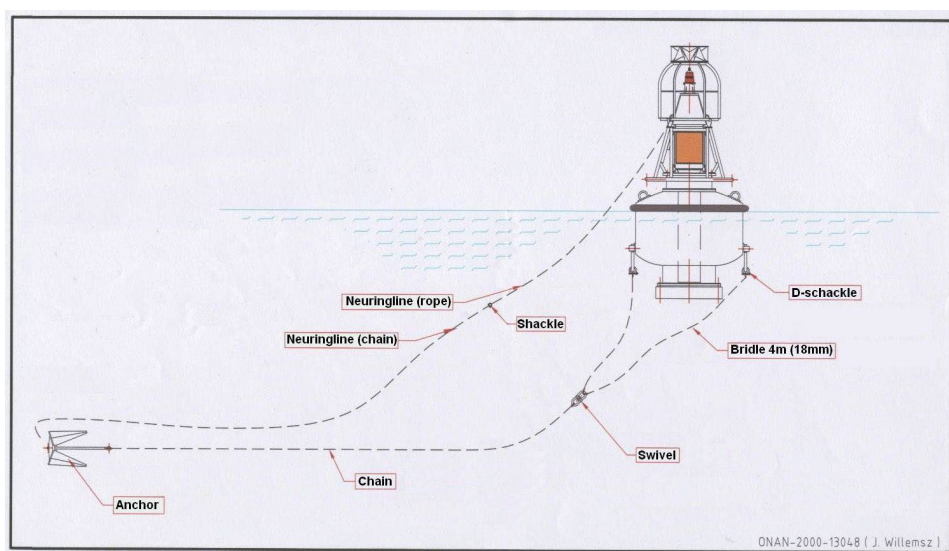 Neuringline (rope)
D-schackle
Shackle
Neuringline (chain)
Bridle 4m (18mm)
Swivel
Chain
Anchor
ONAN-2000-13048 ( J. Willemsz )